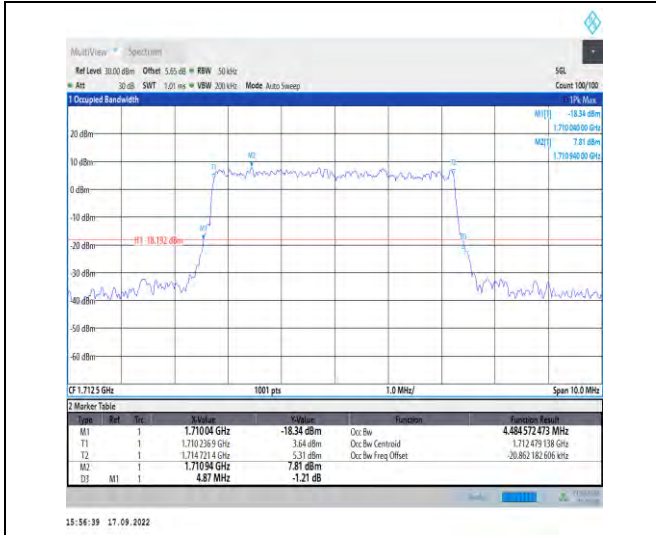 MultiView Spectrum
Ref Level 30.00 dBm Offset 5.65 dB RBW 50 kHz SGL
Att 30 dB SWT 1.01 ms VBW 200 kHz Mode Auto Sweep Count 100/100
1 Occupied Bandwidth 1Pk Max
M1[1] -18.34 dBm
1.710 040 00 GHz
20 dBm M2[1] 7.81 dBm
1.710 940 00 GHz
M2
10 dBm T1 T2
0 dBm
-10 dBm
M1
H1 -18.192 dBm D3
-20 dBm
-30 dBm
-40 dBm
-50 dBm
-60 dBm
CF 1.712 5 GHz 1001 pts 1.0 MHz/ Span 10.0 MHz
2 Marker Table
Type Ref Trc X-Value Y-Value Function Function Result
M1 1 1.710 04 GHz -18.34 dBm Occ Bw 4.484 572 473 MHz
T1 1 1.710 236 9 GHz 3.64 dBm Occ Bw Centroid 1.712 479 138 GHz
T2 1 1.714 721 4 GHz 5.31 dBm Occ Bw Freq Offset -20.862 182 606 kHz
M2 1 1.710 94 GHz 7.81 dBm
D3 M1 1 4.87 MHz -1.21 dB
15:56:39 17.09.2022